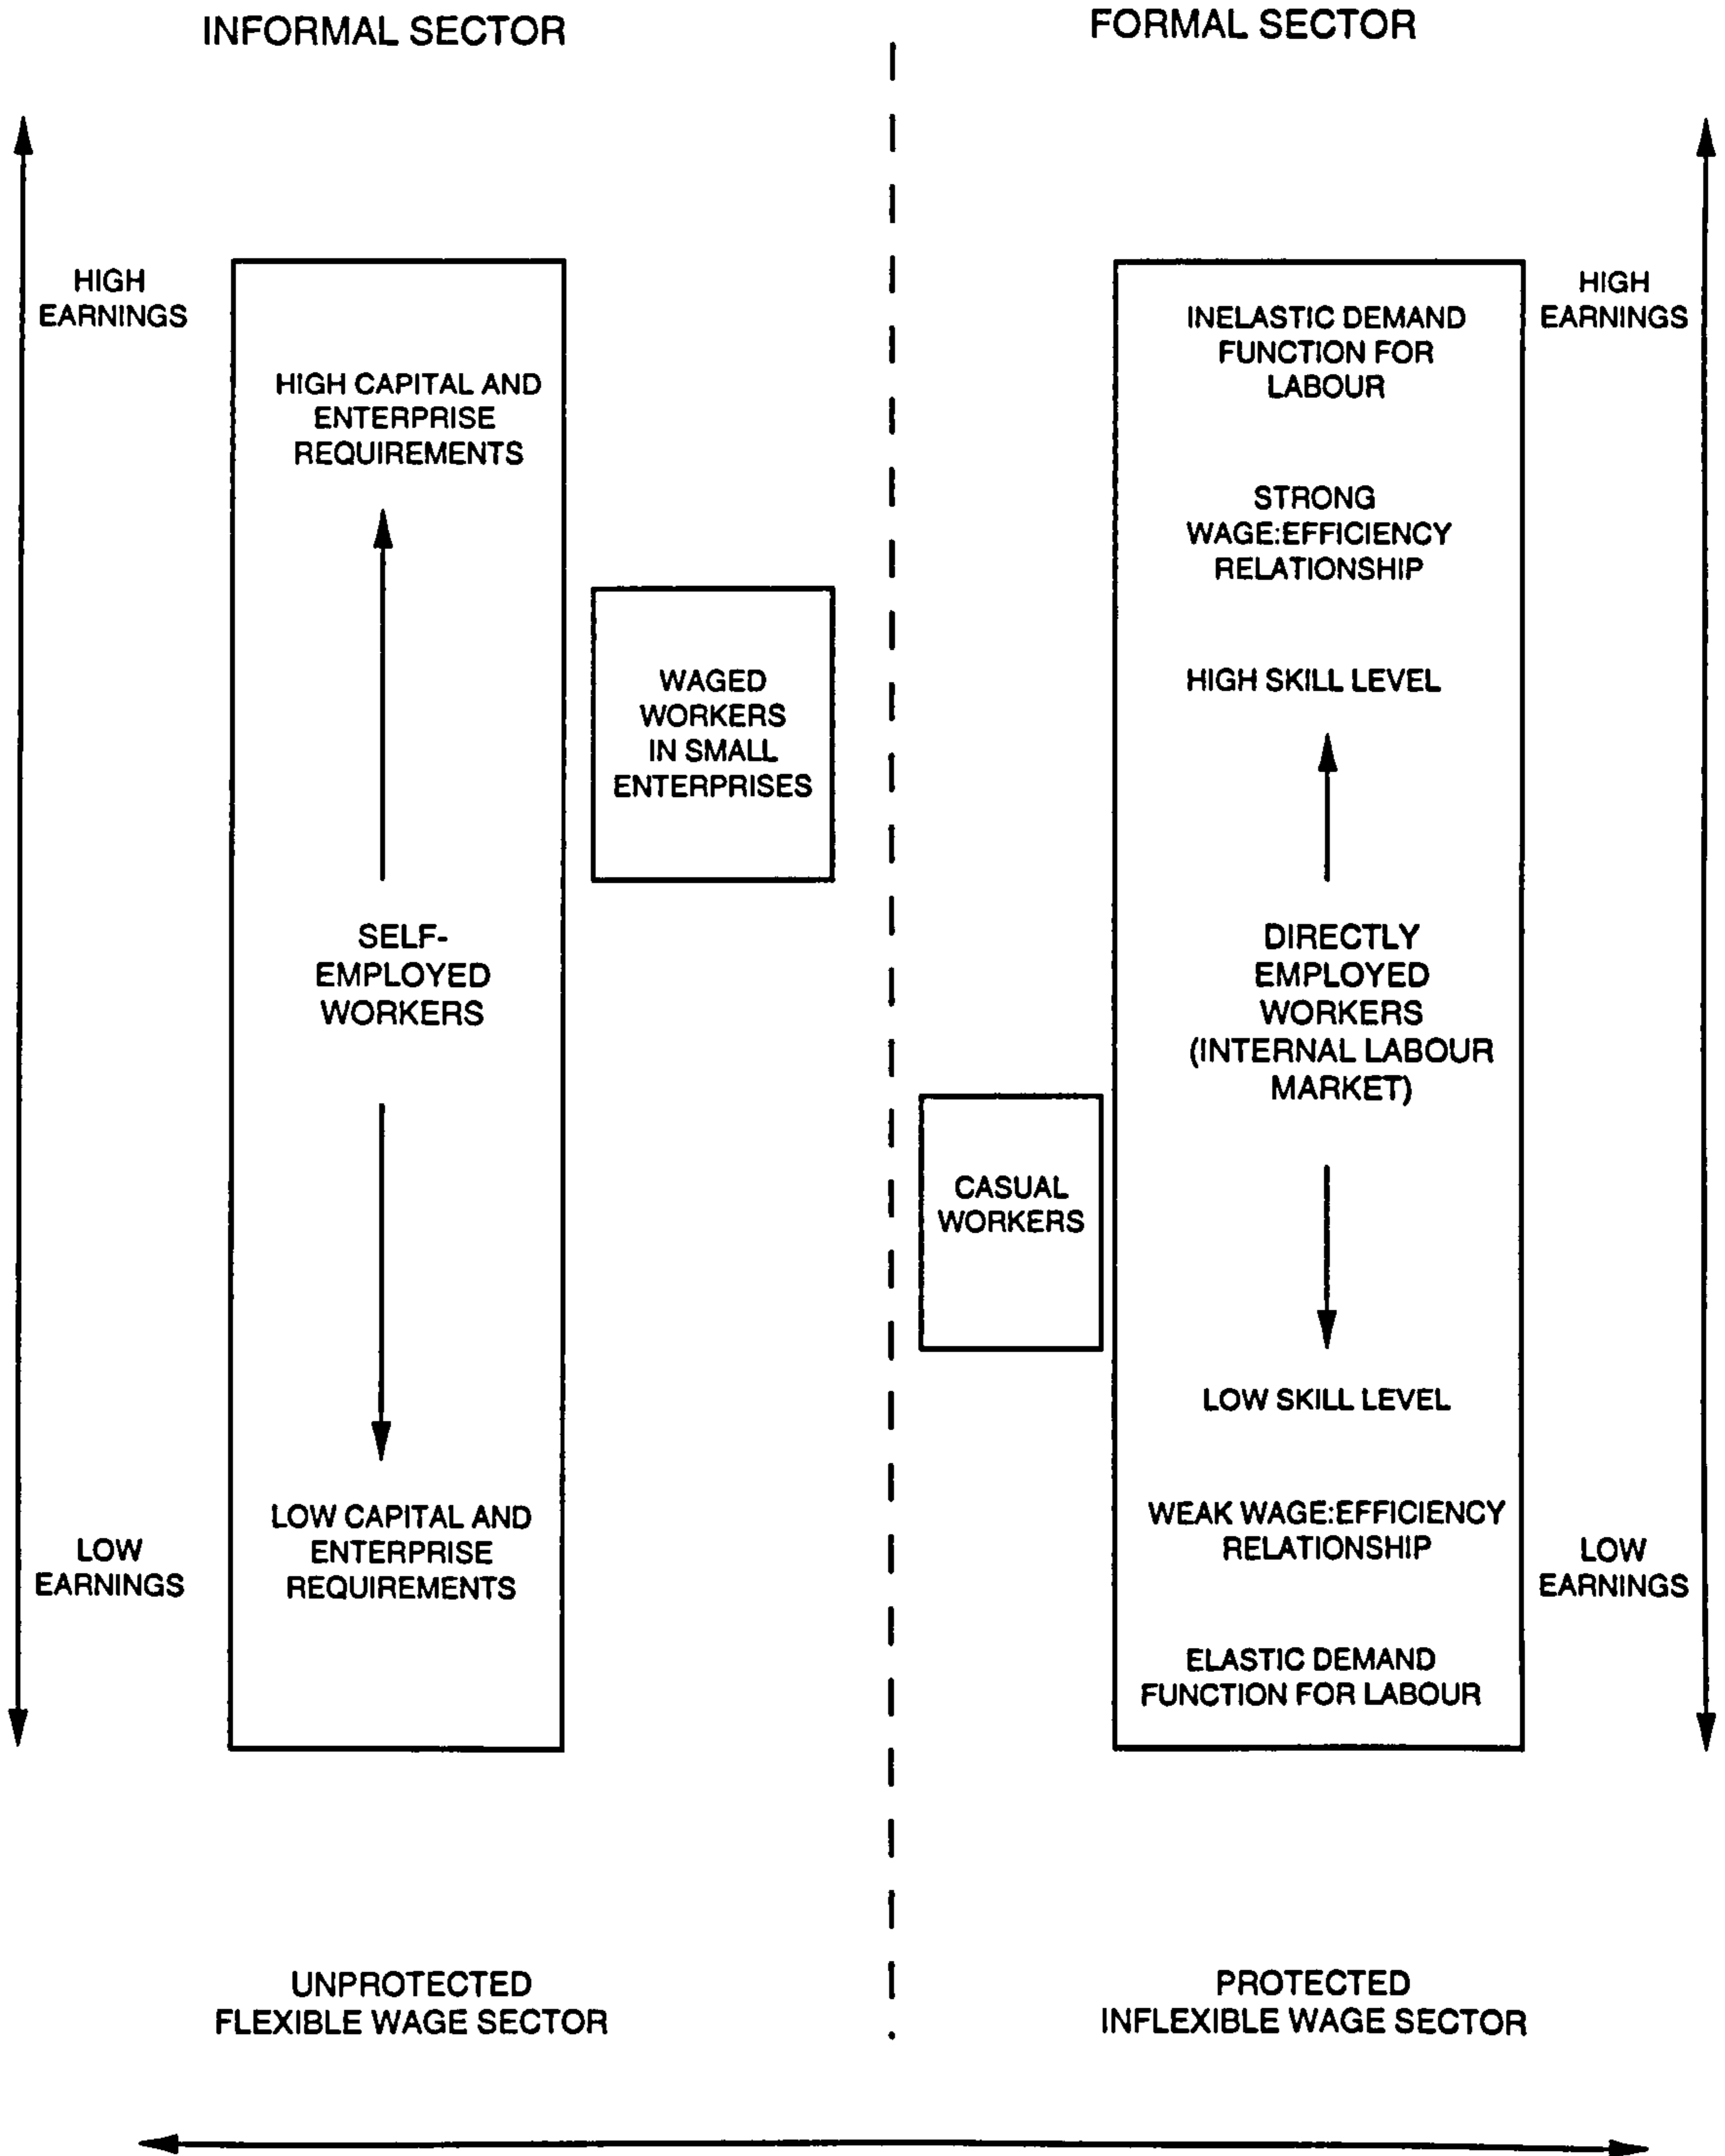 INFORMAL SECTOR
FORMAL SECTOR
HIGH
EARNINGS
HIGH CAPITAL AND
ENTERPRISE
REQUIREMENTS
SELF-
EMPLOYED
WORKERS
LOW CAPITAL AND
ENTERPRISE
REQUIREMENTS
LOW
EARNINGS
WAGED
WORKERS
IN SMALL
ENTERPRISES
CASUAL
WORKERS
INELASTIC DEMAND
FUNCTION FOR
LABOUR
STRONG
WAGE:EFFICIENCY
RELATIONSHIP
HIGH SKILL LEVEL
DIRECTLY
EMPLOYED
WORKERS
(INTERNAL LABOUR
MARKET)
LOW SKILL LEVEL
WEAK WAGE:EFFICIENCY
RELATIONSHIP
ELASTIC DEMAND
FUNCTION FOR LABOUR
HIGH
EARNINGS
LOW
EARNINGS
UNPROTECTED
FLEXIBLE WAGE SECTOR
PROTECTED
INFLEXIBLE WAGE SECTOR